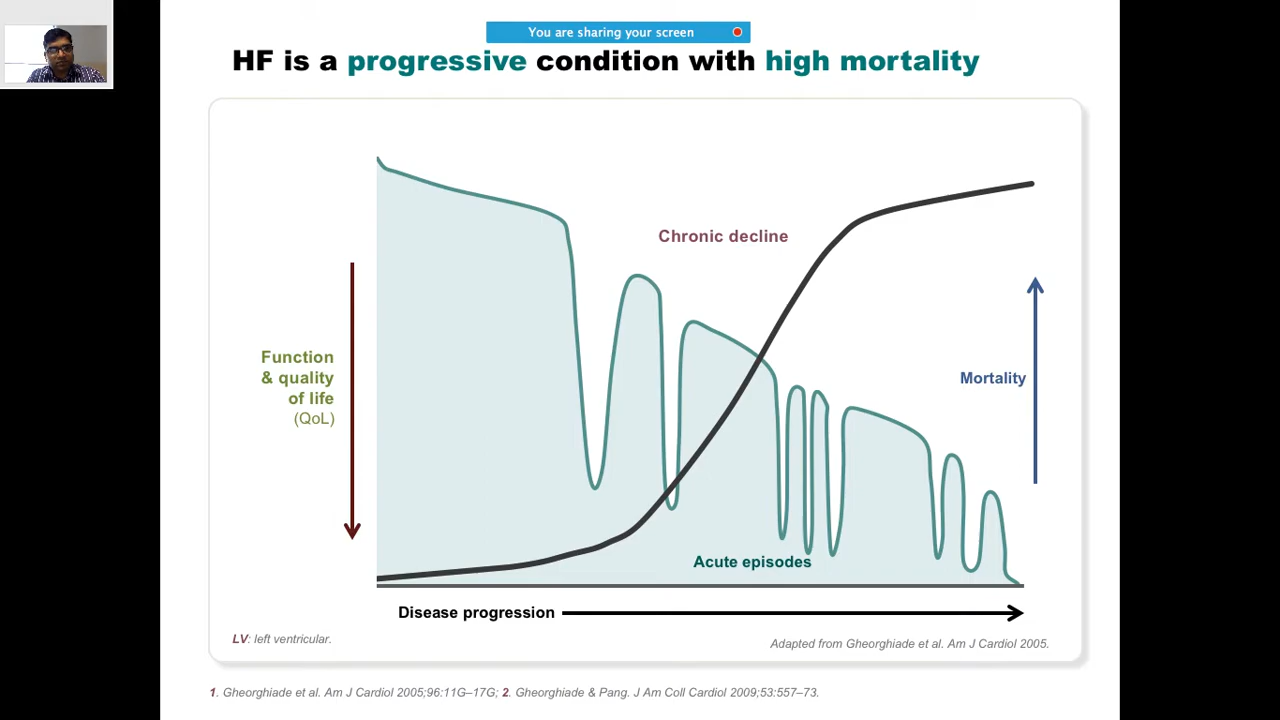 You are sharing your screen
HF is a progressive condition with high mortality
Chronic decline
Function
& quality
of life
(QoL)
Mortality
Acute episodes
Disease progression
LV: left ventricular.
Adapted from Gheorghiade et al. Am J Cardiol 2005.
1. Gheorghiade et al. Am J Cardiol 2005;96:11G–17G; 2. Gheorghiade & Pang. J Am Coll Cardiol 2009;53:557–73.